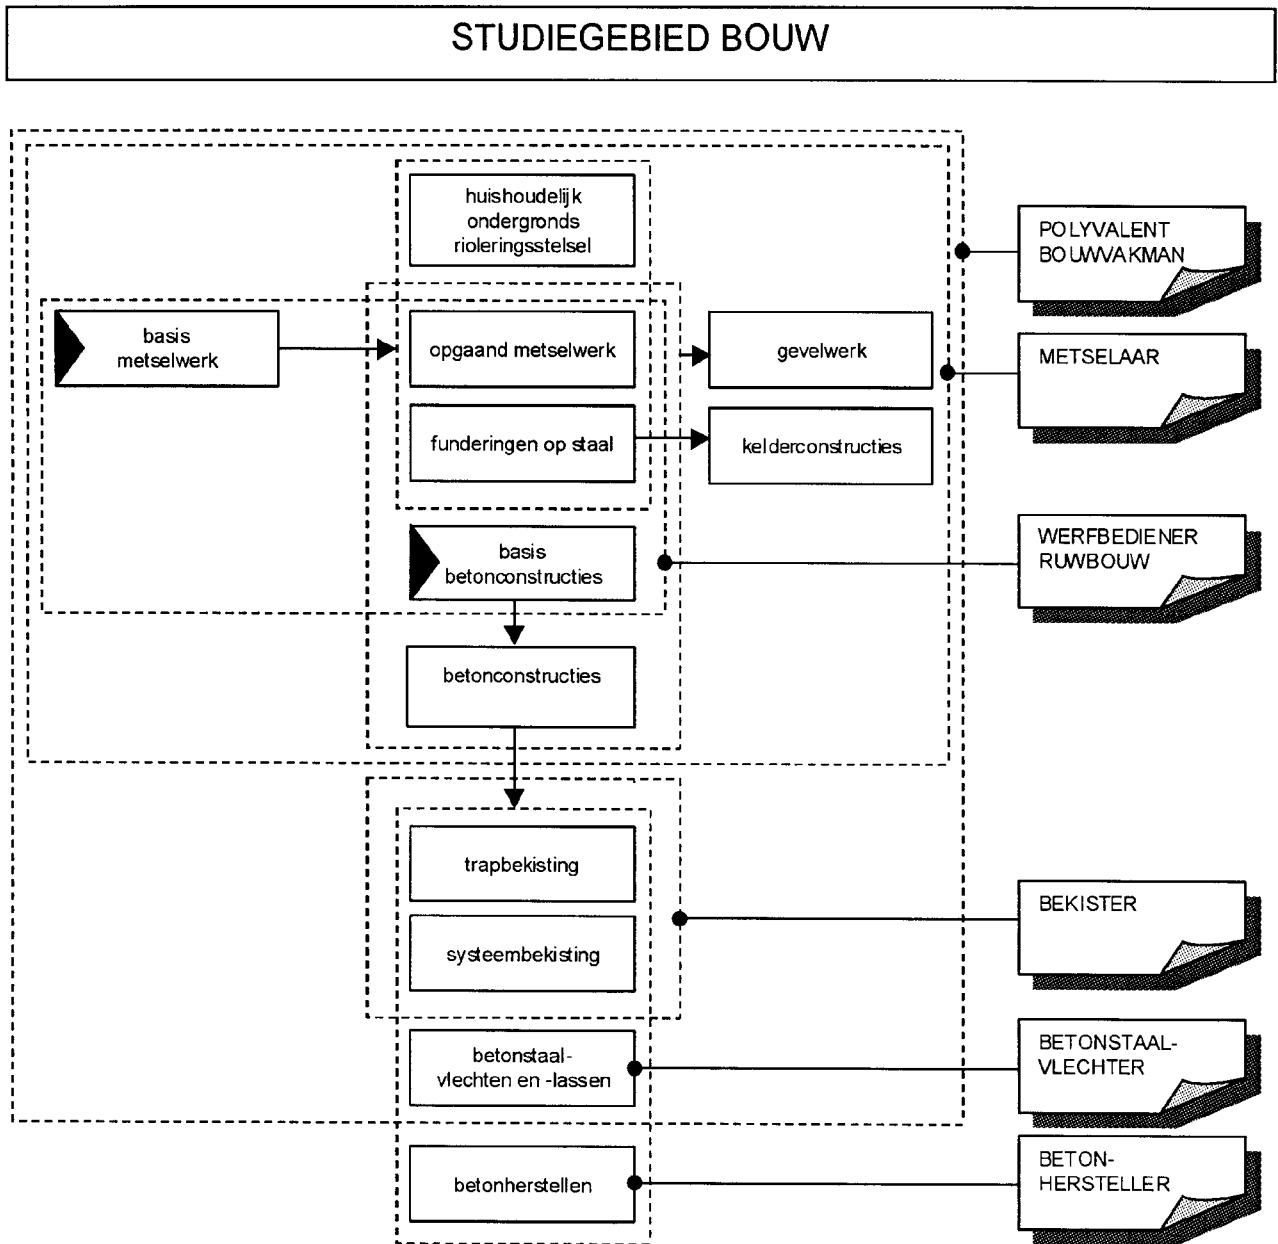 STUDIEGEBIED BOUW
huishoudelijk
ondergronds
rioleringsstelsel
POLYVALENT
BOUWVAKMAN
basis
metselwerk
opgaand metselwerk
gevelwerk
METSELAAR
funderingen op staal
kelderconstructies
basis
betonconstructies
WERFBEDIENER
RUWBOUW
betonconstructies
trapbekisting
systeembekisting
BEKISTER
betonstaal-
vlechten en -lassen
BETONSTAAL-
VLECHTER
betonherstellen
BETON-
HERSTELLER